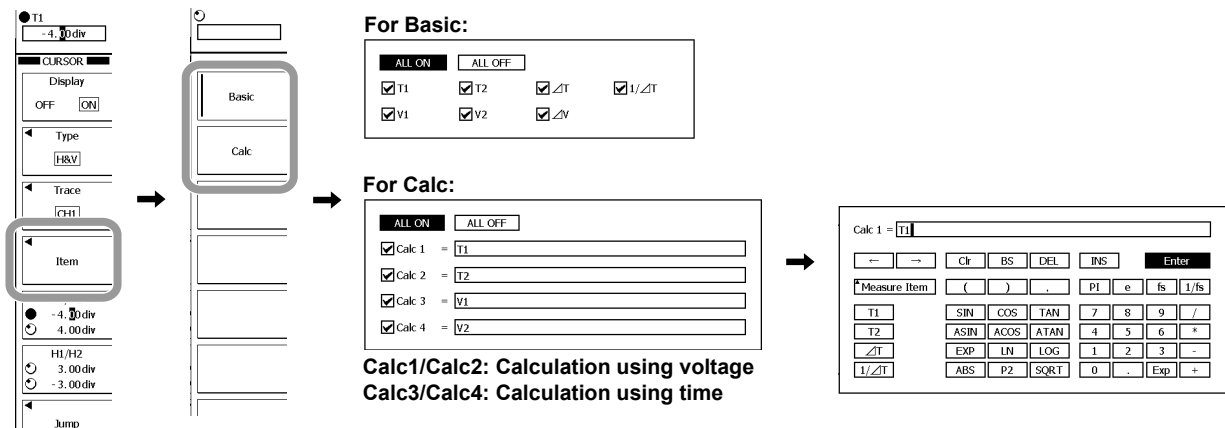 T1
-4.00div
CURSOR
Display
OFF ON
Type
H&V
Trace
CH1
Item
-4.00div
4.00div
H1/H2
3.00div
-3.00div
Jump
Basic
Calc
For Basic:
ALL ON ALL OFF
T1 T2 ⊿T 1/⊿T
V1 V2 ⊿V
For Calc:
ALL ON ALL OFF
Calc 1 = T1
Calc 2 = T2
Calc 3 = V1
Calc 4 = V2
Calc1/Calc2: Calculation using voltage
Calc3/Calc4: Calculation using time
Calc 1 = T1
← → Clr BS DEL INS Enter
Measure Item ( ) , PI e fs 1/fs
T1 SIN COS TAN 7 8 9 /
T2 ASIN ACOS ATAN 4 5 6 *
⊿T EXP LN LOG 1 2 3 -
1/⊿T ABS P2 SQRT 0 . Exp +